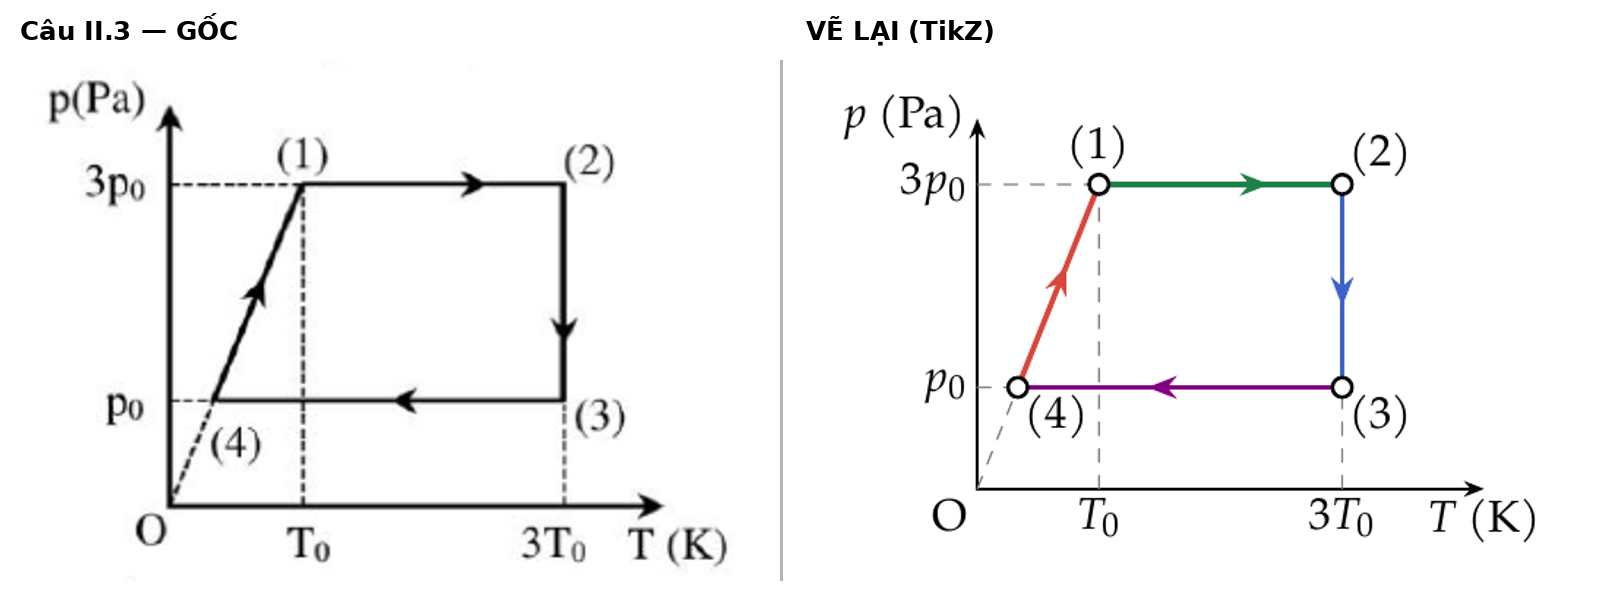 Câu II.3 — GỐC
p(Pa)
(1)
(2)
3p₀
p₀
(3)
(4)
O
T₀
3T₀
T (K)
VẼ LẠI (TikZ)
p (Pa)
(1)
(2)
3p₀
p₀
(4)
(3)
O
T₀
3T₀
T (K)